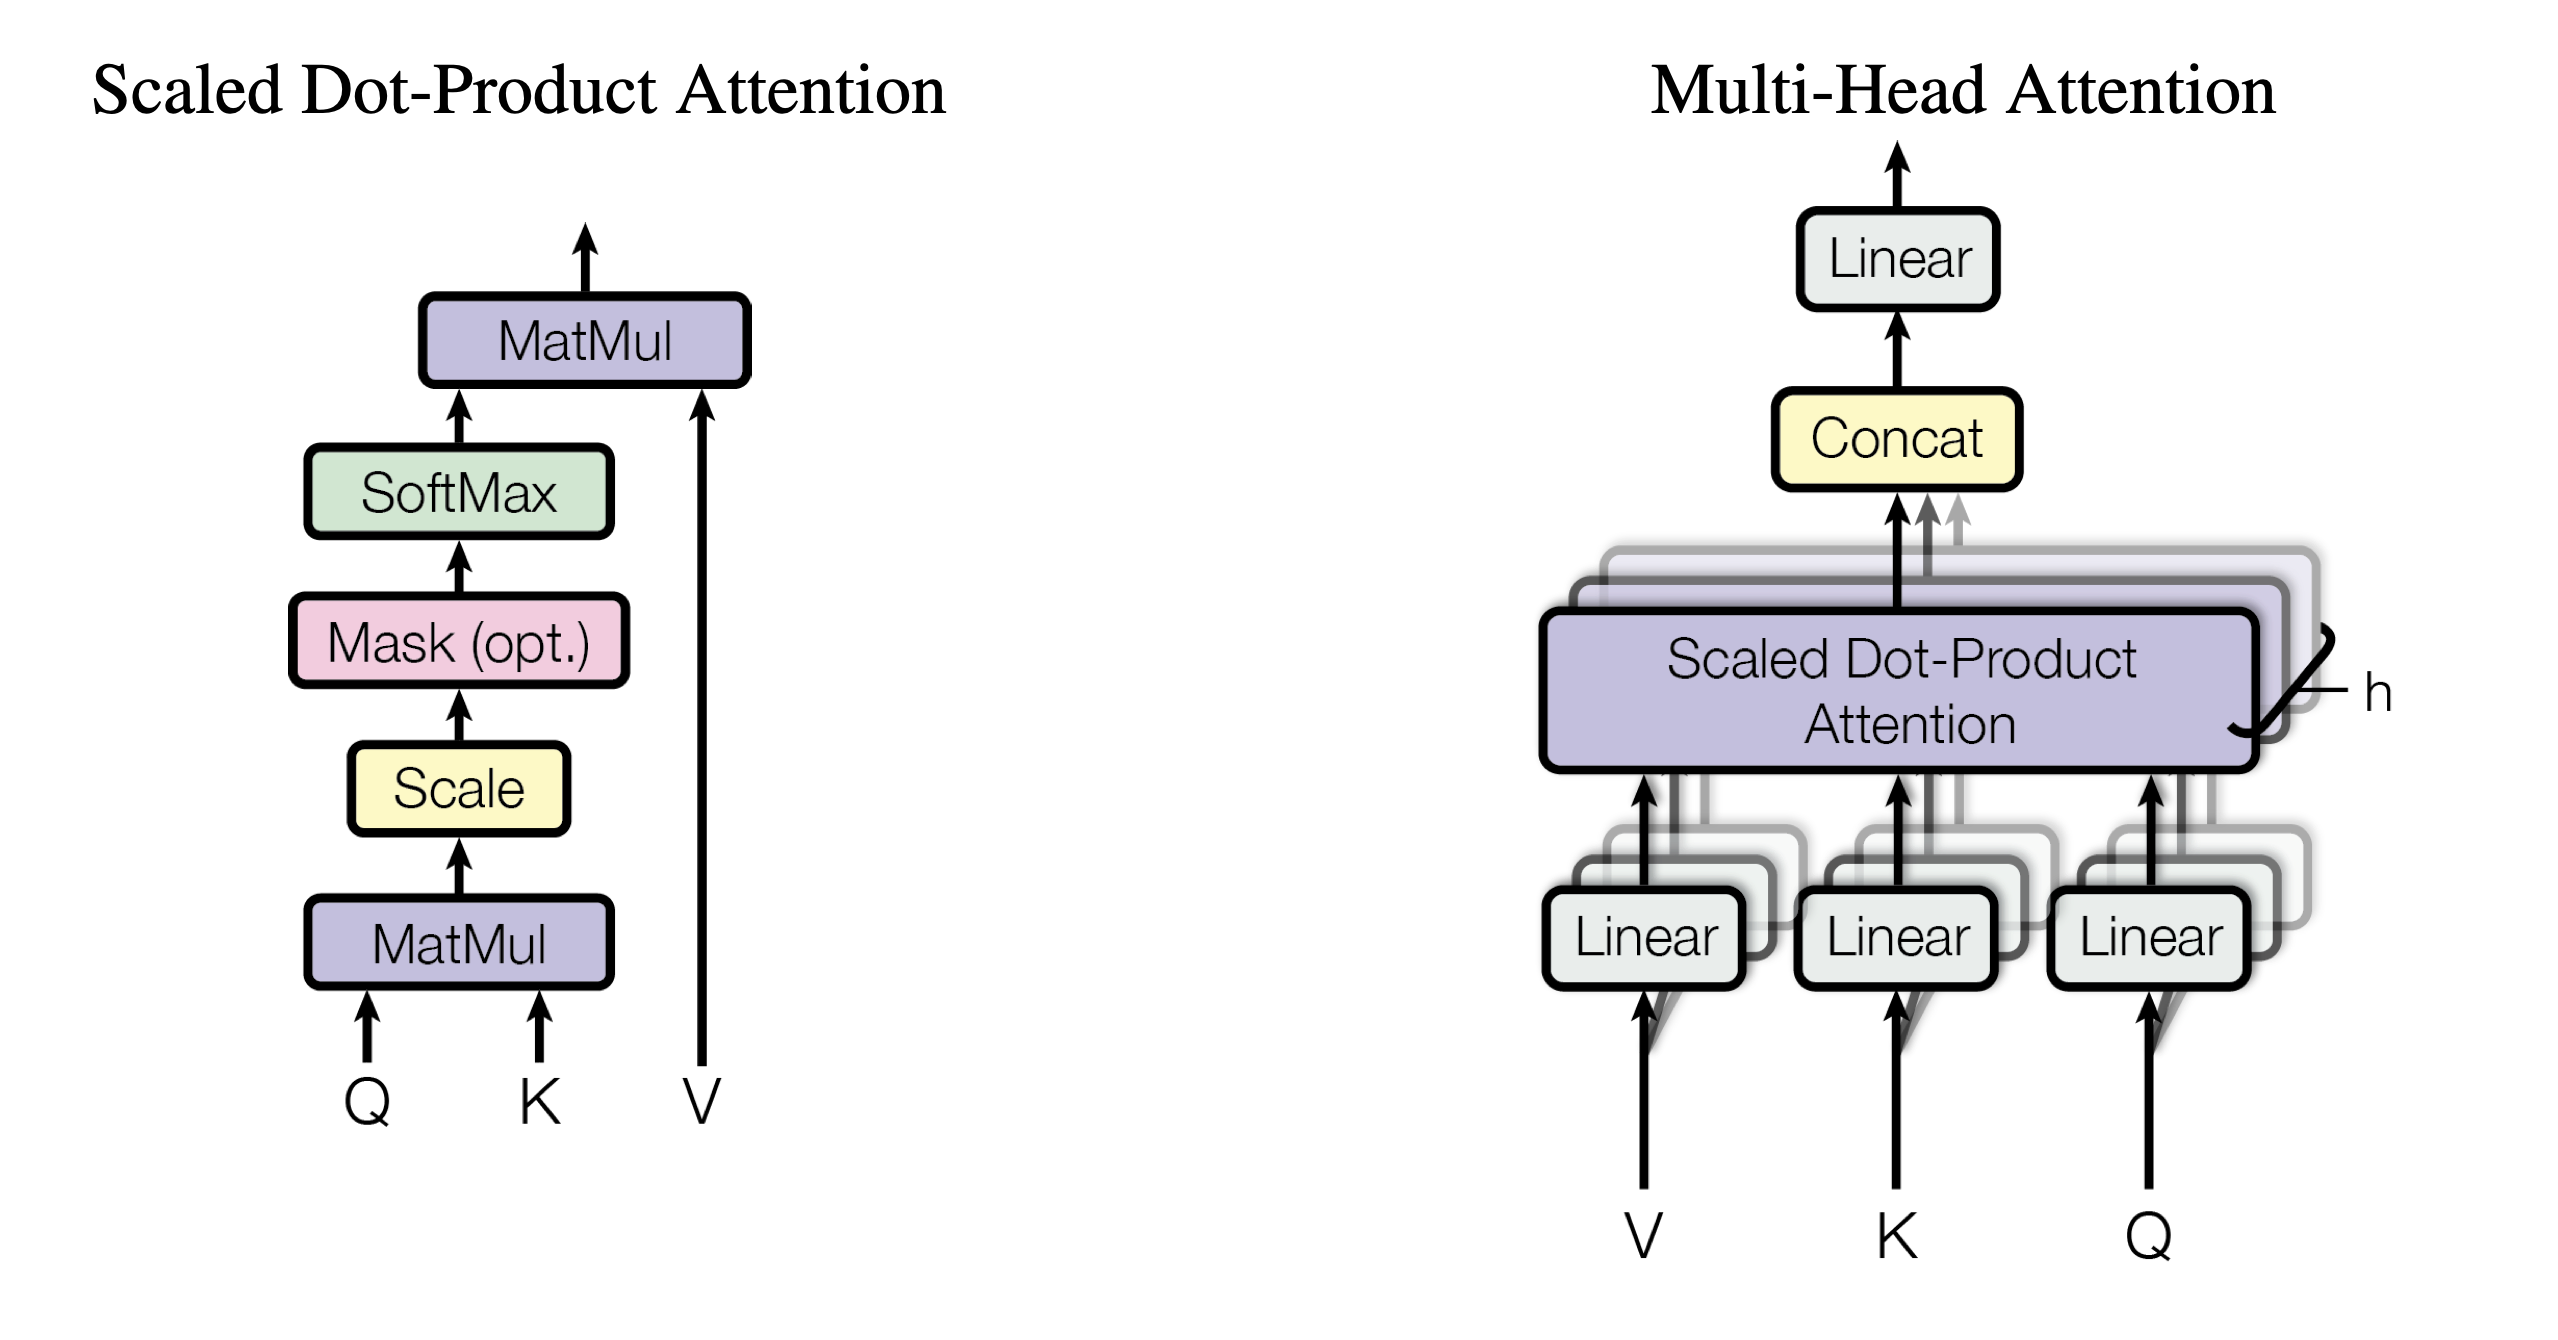 Scaled Dot-Product Attention
MatMul
SoftMax
Mask (opt.)
Scale
MatMul
Q K V
Multi-Head Attention
Linear
Concat
Scaled Dot-Product
Attention
h
Linear Linear Linear
V K Q